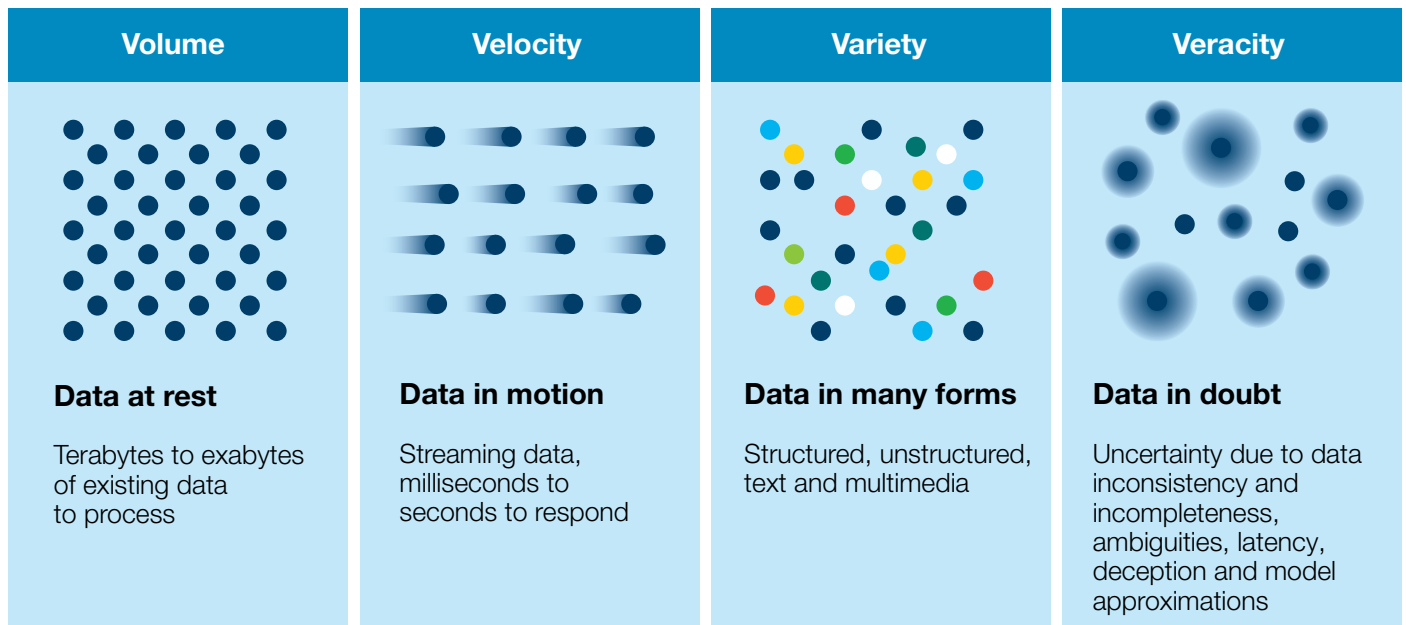 Volume
Data at rest
Terabytes to exabytes
of existing data
to process
Velocity
Data in motion
Streaming data,
milliseconds to
seconds to respond
Variety
Data in many forms
Structured, unstructured,
text and multimedia
Veracity
Data in doubt
Uncertainty due to data
inconsistency and
incompleteness,
ambiguities, latency,
deception and model
approximations